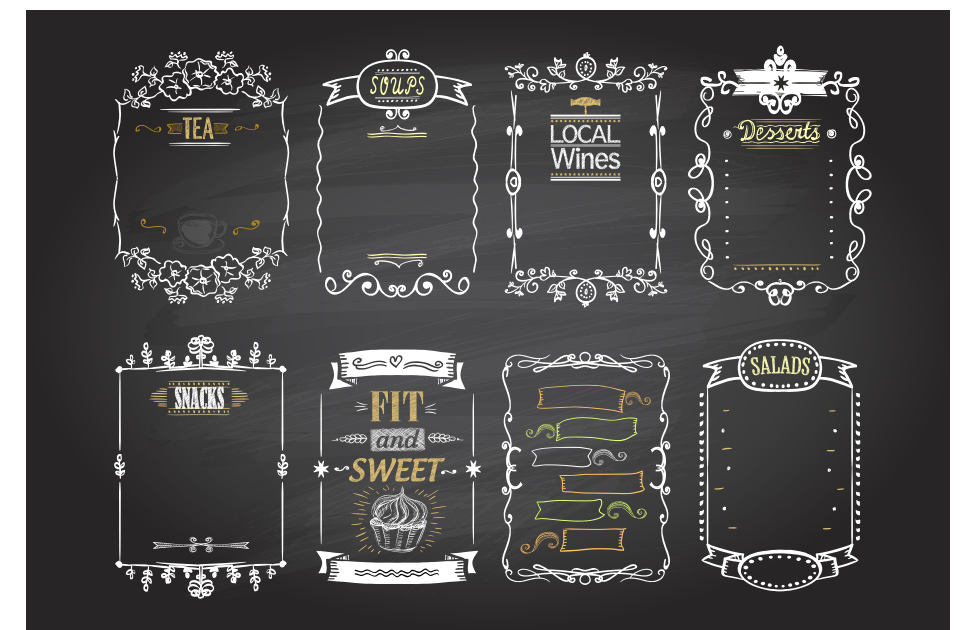 TEA
SOUPS
LOCAL
Wines
Desserts
SNACKS
FIT
and
SWEET
SALADS